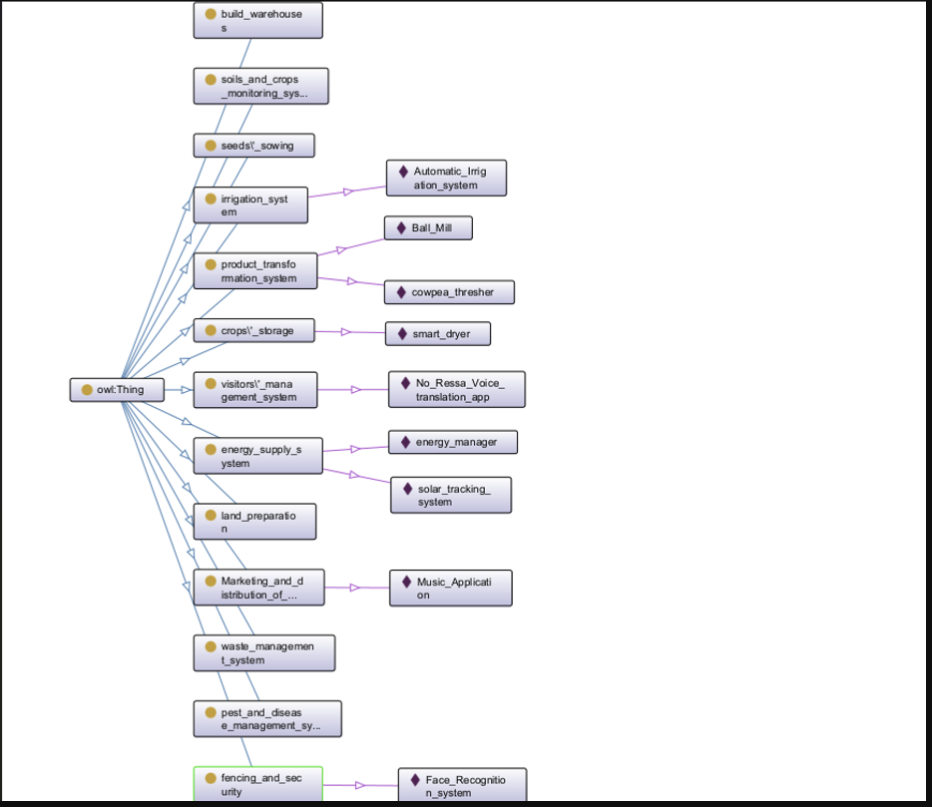 build_warehouse
s
soils_and_crops
_monitoring_sys...
seeds\'_sowing
irrigation_syst
em
Automatic_Irrig
ation_system
Ball_Mill
product_transfo
rmation_system
cowpea_thresher
crops\'_storage
smart_dryer
owl:Thing
visitors\'_mana
gement_system
No_Ressa_Voice_
translation_app
energy_supply_s
ystem
energy_manager
solar_tracking_
system
land_preparatio
n
Marketing_and_d
istribution_of_...
Music_Applicati
on
waste_managemen
t_system
pest_and_diseas
e_management_sy...
fencing_and_sec
urity
Face_Recognitio
n_system